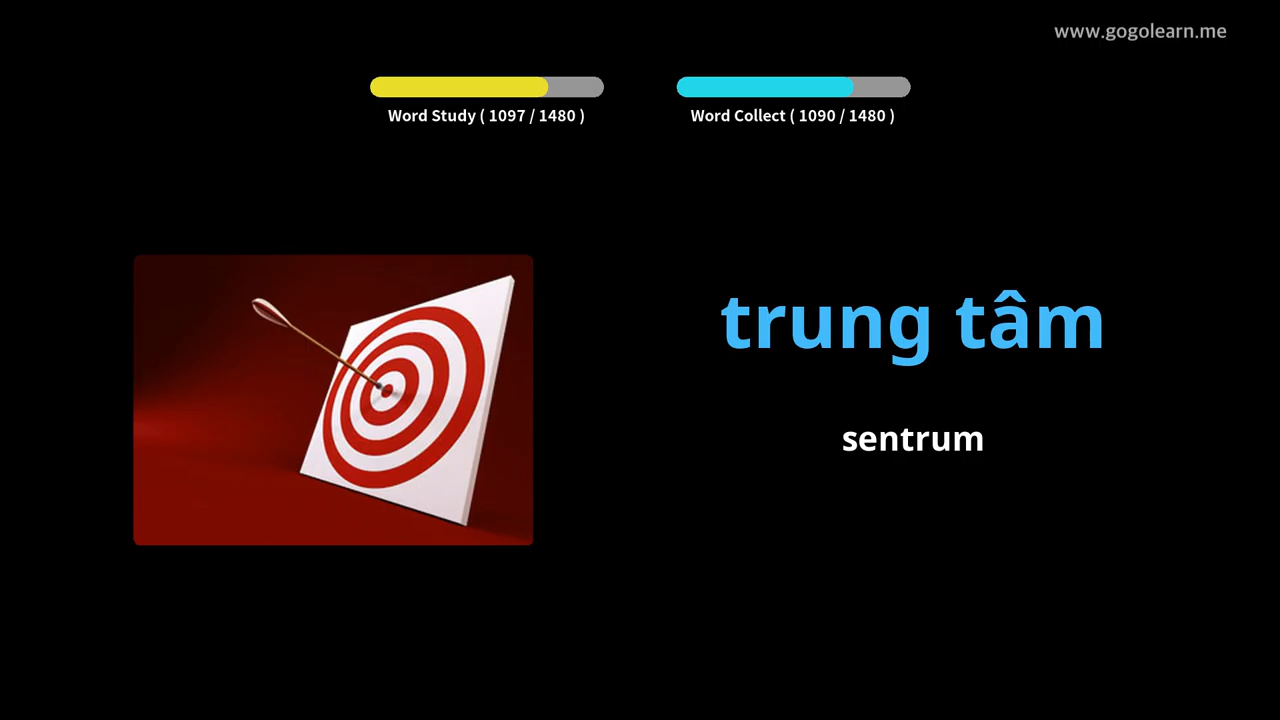 www.gogolearn.me
Word Study ( 1097 / 1480 )
Word Collect ( 1090 / 1480 )
trung tâm
sentrum